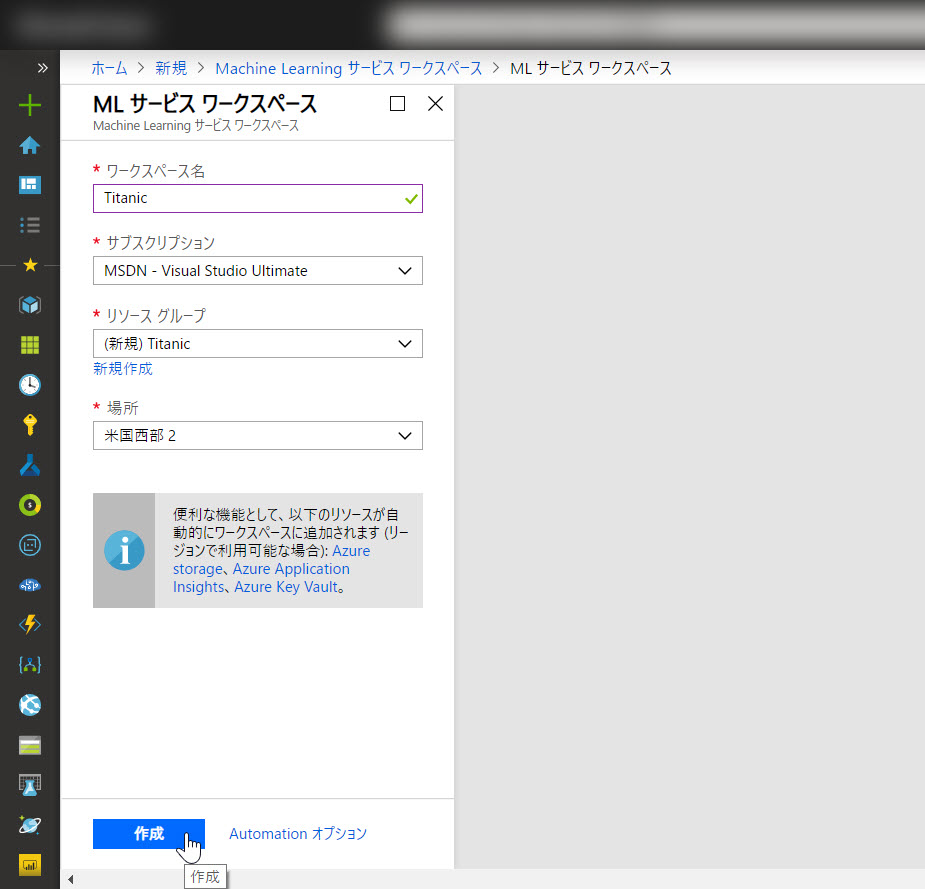 ホーム > 新規 > Machine Learning サービス ワークスペース > ML サービス ワークスペース
ML サービス ワークスペース
Machine Learning サービス ワークスペース
* ワークスペース名
Titanic
* サブスクリプション
MSDN - Visual Studio Ultimate
* リソース グループ
(新規) Titanic
新規作成
* 場所
米国西部 2
便利な機能として、以下のリソースが自
動的にワークスペースに追加されます (リー
ジョンで利用可能な場合): Azure
storage、Azure Application
Insights、Azure Key Vault。
作成
Automation オプション
作成